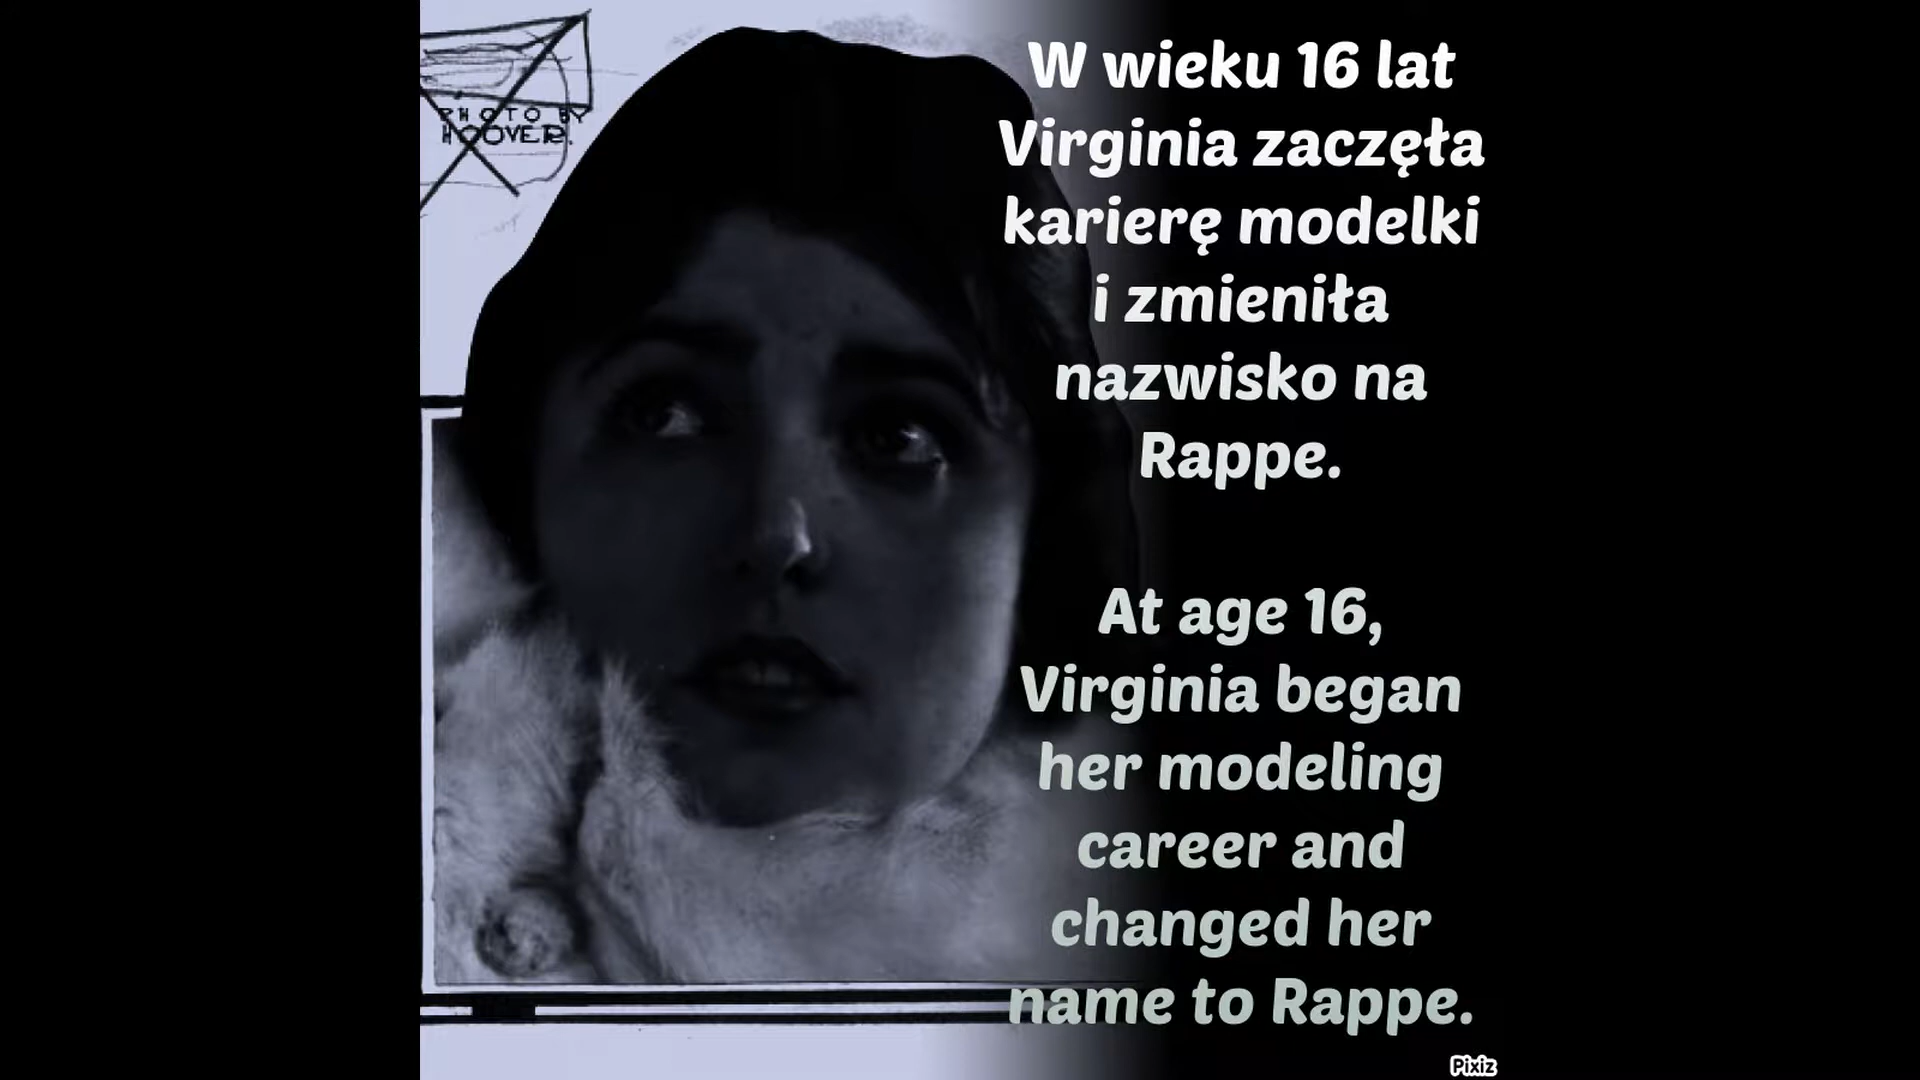 PHOTO BY
HOOVER.
W wieku 16 lat
Virginia zaczęła
karierę modelki
i zmieniła
nazwisko na
Rappe.
At age 16,
Virginia began
her modeling
career and
changed her
name to Rappe.
Pixiz